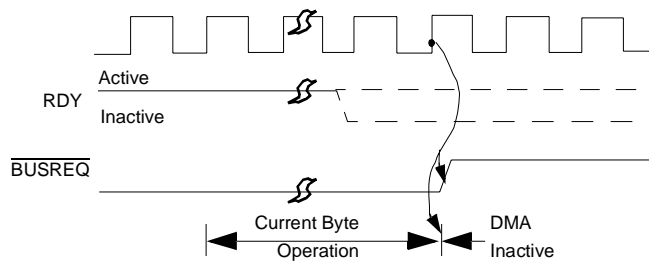 Active
RDY
Inactive
BUSREQ
Current Byte
Operation
DMA
Inactive